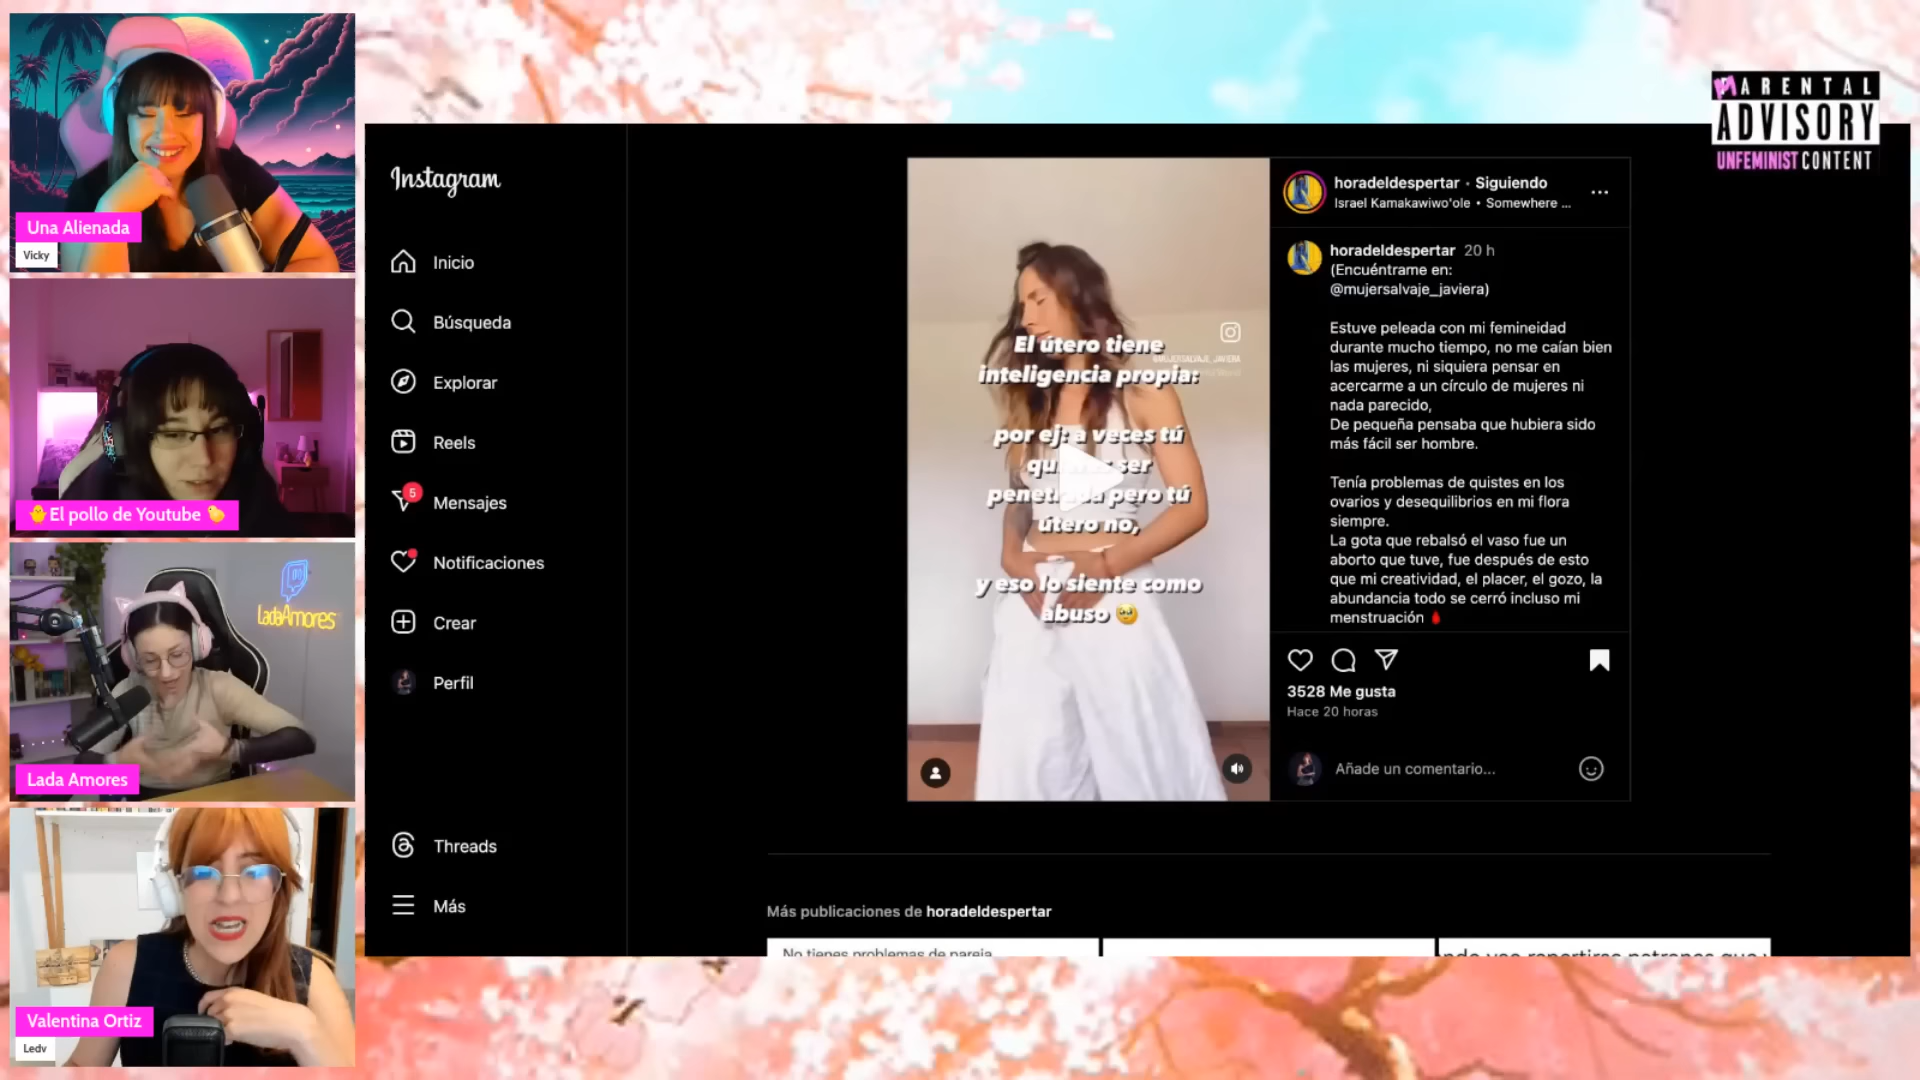 Una Alienada
Vicky
🐥El pollo de Youtube 🐤
LadaAmores
Lada Amores
Valentina Ortiz
Ledv
Instagram
Inicio
Búsqueda
Explorar
Reels
5
Mensajes
Notificaciones
Crear
Perfil
Threads
Más
El útero tiene
@MUJERSALVAJE_JAVIERA
inteligencia propia:
por ej: a veces tú
ser
pero tú
útero no,
y eso lo siente como
abuso 🥹
horadeldespertar • Siguiendo
Israel Kamakawiwo'ole • Somewhere ...
horadeldespertar 20 h
(Encuéntrame en:
@mujersalvaje_javiera)
Estuve peleada con mi femineidad
durante mucho tiempo, no me caían bien
las mujeres, ni siquiera pensar en
acercarme a un círculo de mujeres ni
nada parecido,
De pequeña pensaba que hubiera sido
más fácil ser hombre.
Tenía problemas de quistes en los
ovarios y desequilibrios en mi flora
siempre.
La gota que rebalsó el vaso fue un
aborto que tuve, fue después de esto
que mi creatividad, el placer, el gozo, la
abundancia todo se cerró incluso mi
menstruación 🩸
3528 Me gusta
Hace 20 horas
Añade un comentario...
Más publicaciones de horadeldespertar
No tienes problemas de pareja
PARENTAL
ADVISORY
UNFEMINIST CONTENT